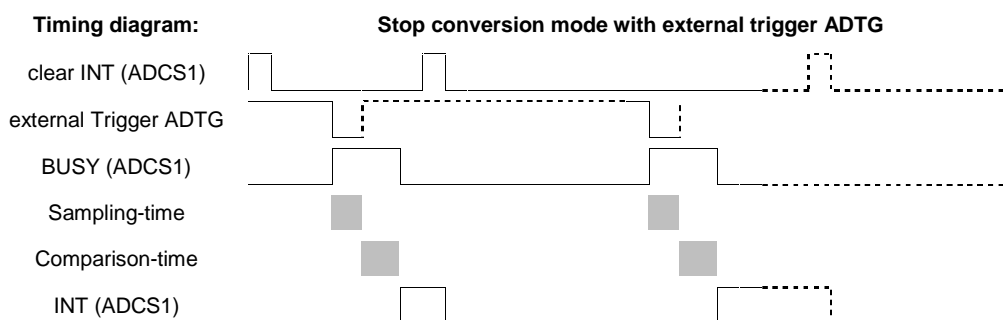 Timing diagram: Stop conversion mode with external trigger ADTG
clear INT (ADCS1)
external Trigger ADTG
BUSY (ADCS1)
Sampling-time
Comparison-time
INT (ADCS1)